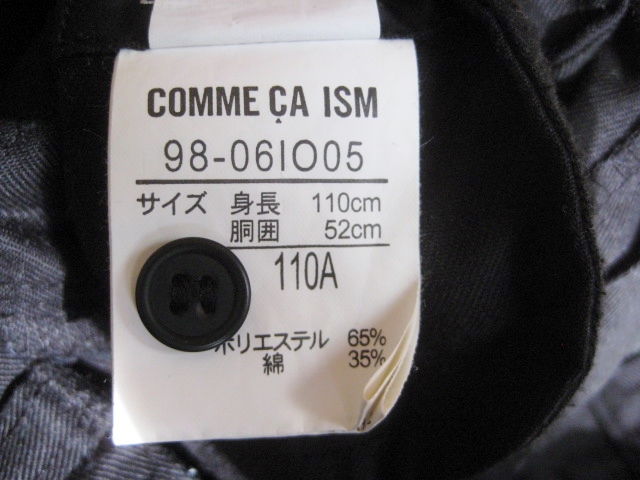 COMME ÇA ISM
98-06IO05
サイズ 身長 110cm
胴囲 52cm
110A
ポリエステル 65%
綿 35%